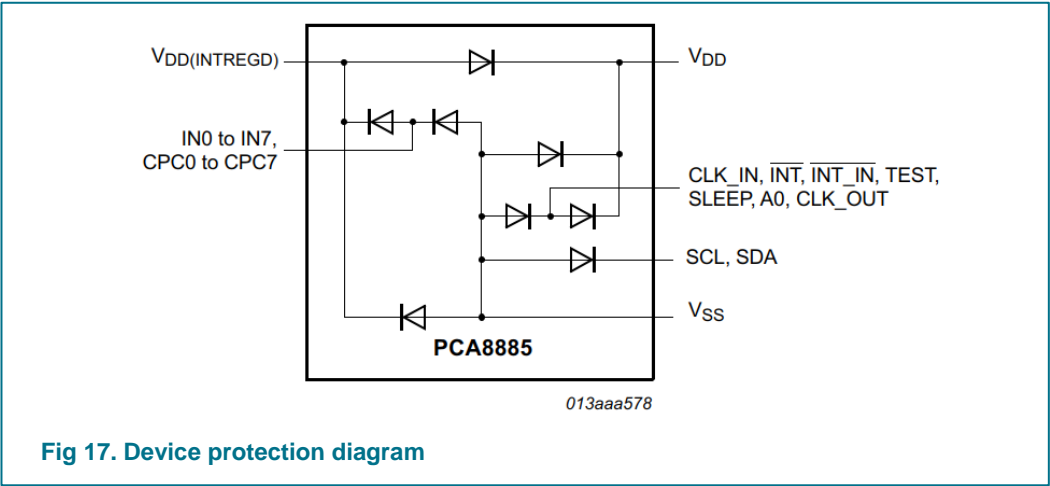 VDD(INTREGD)
VDD
IN0 to IN7,
CPC0 to CPC7
CLK_IN, INT, INT_IN, TEST,
SLEEP, A0, CLK_OUT
SCL, SDA
VSS
PCA8885
013aaa578
Fig 17. Device protection diagram